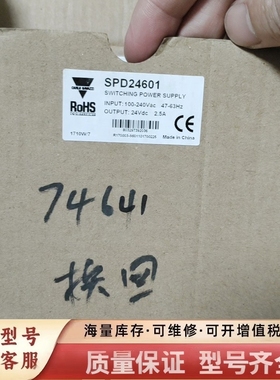 CARLO GAVAZZI
SPD24601
SWITCHING POWER SUPPLY
INPUT: 100-240Vac 47-63Hz
OUTPUT: 24Vdc 2.5A
RoHS
CE
1710W/7
Made in China
74641
换回
型号
客服
海量库存·可维修·可开增值税
质量保证 型号齐全